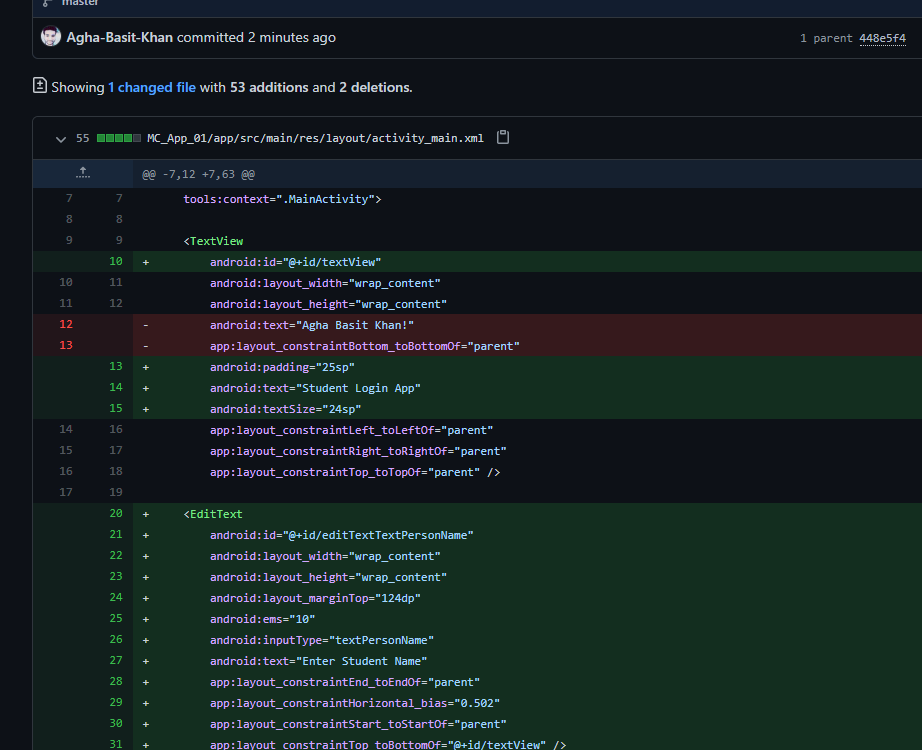 master
Agha-Basit-Khan committed 2 minutes ago 1 parent 448e5f4
Showing 1 changed file with 53 additions and 2 deletions.
55 MC_App_01/app/src/main/res/layout/activity_main.xml
@@ -7,12 +7,63 @@
7 7 tools:context=".MainActivity">
8 8
9 9 <TextView
10 + android:id="@+id/textView"
10 11 android:layout_width="wrap_content"
11 12 android:layout_height="wrap_content"
12 - android:text="Agha Basit Khan!"
13 - app:layout_constraintBottom_toBottomOf="parent"
13 + android:padding="25sp"
14 + android:text="Student Login App"
15 + android:textSize="24sp"
14 16 app:layout_constraintLeft_toLeftOf="parent"
15 17 app:layout_constraintRight_toRightOf="parent"
16 18 app:layout_constraintTop_toTopOf="parent" />
17 19
20 + <EditText
21 + android:id="@+id/editTextTextPersonName"
22 + android:layout_width="wrap_content"
23 + android:layout_height="wrap_content"
24 + android:layout_marginTop="124dp"
25 + android:ems="10"
26 + android:inputType="textPersonName"
27 + android:text="Enter Student Name"
28 + app:layout_constraintEnd_toEndOf="parent"
29 + app:layout_constraintHorizontal_bias="0.502"
30 + app:layout_constraintStart_toStartOf="parent"
31 + app:layout_constraintTop_toBottomOf="@+id/textView" />